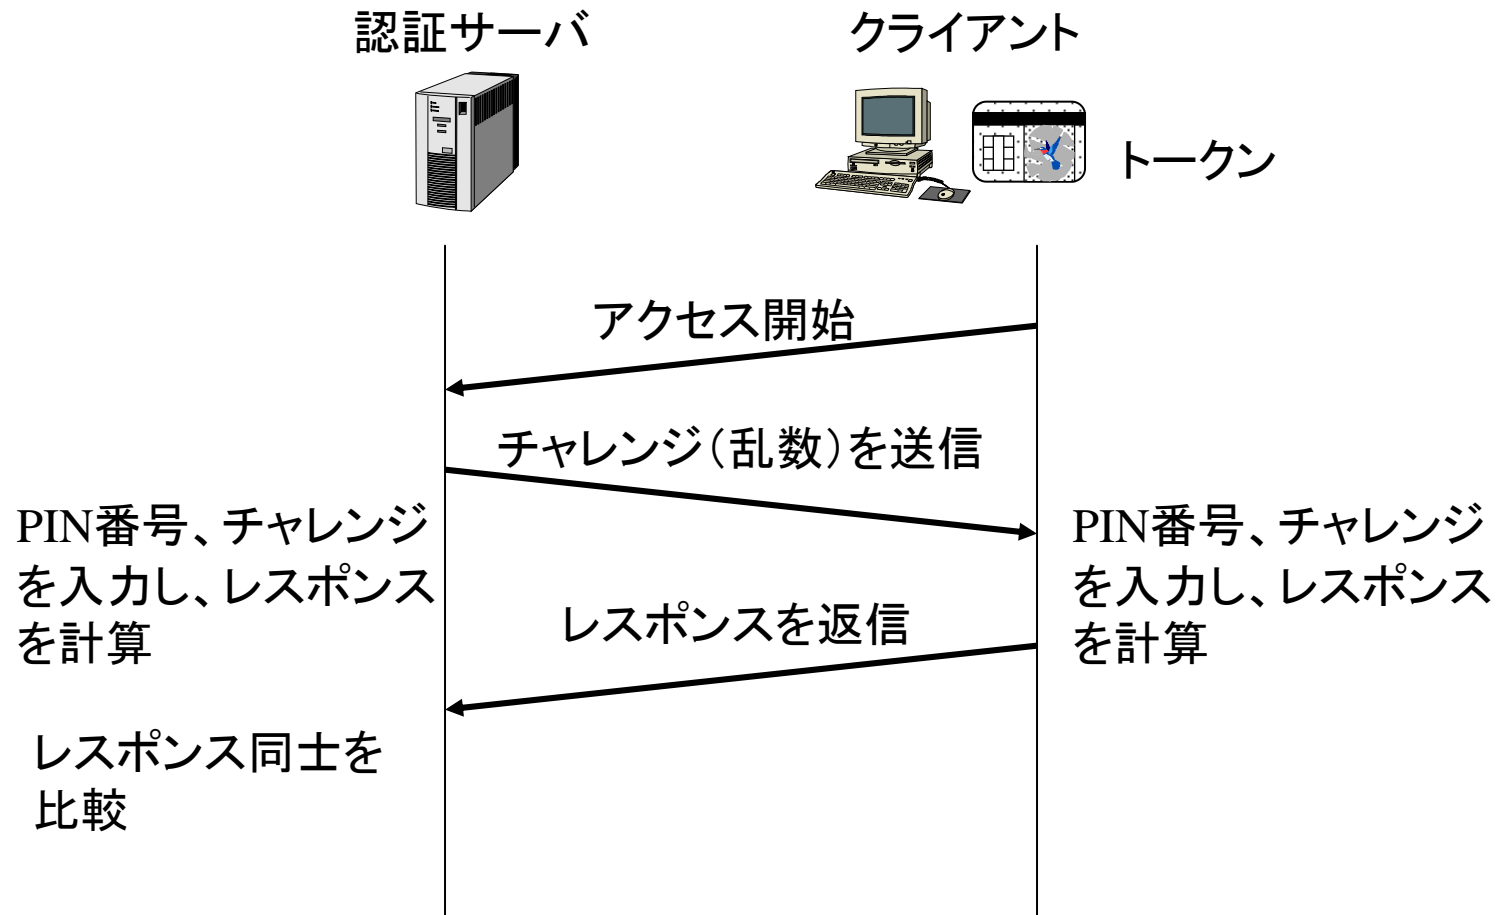 認証サーバ
クライアント
トークン
アクセス開始
チャレンジ（乱数）を送信
PIN番号、チャレンジ
を入力し、レスポンス
を計算
PIN番号、チャレンジ
を入力し、レスポンス
を計算
レスポンスを返信
レスポンス同士を
比較